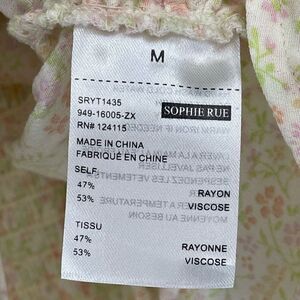 M
SRYT1435
949-16005-ZX
RN# 124115
SOPHIE RUE
MADE IN CHINA
FABRIQUÉ EN CHINE
SELF
47% RAYON
53% VISCOSE
TISSU
47% RAYONNE
53% VISCOSE